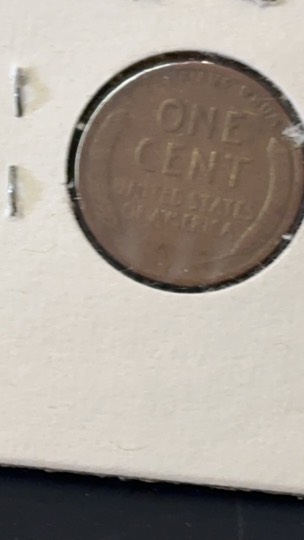 ONE
CENT
UNITED STATES
OF AMERICA